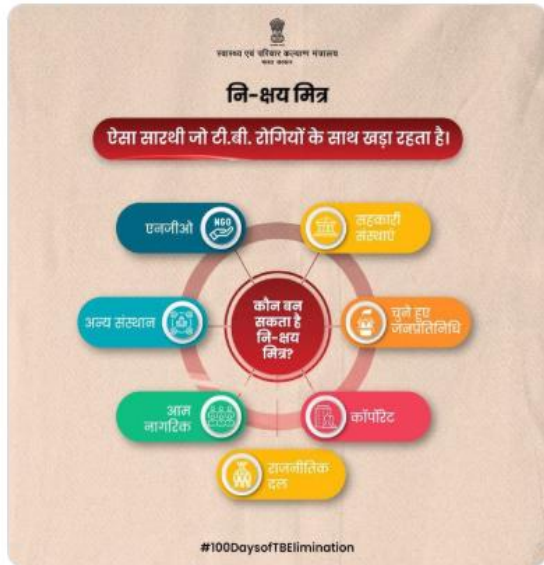 स्वास्थ्य एवं परिवार कल्याण मंत्रालय
भारत सरकार
नि-क्षय मित्र
ऐसा सारथी जो टी.बी. रोगियों के साथ खड़ा रहता है।
एनजीओ
NGO
सहकारी
संस्थाएं
अन्य संस्थान
कौन बन
सकता है
नि-क्षय
मित्र?
चुने हुए
जनप्रतिनिधि
आम
नागरिक
कॉर्पोरेट
राजनीतिक
दल
#100DaysofTBElimination